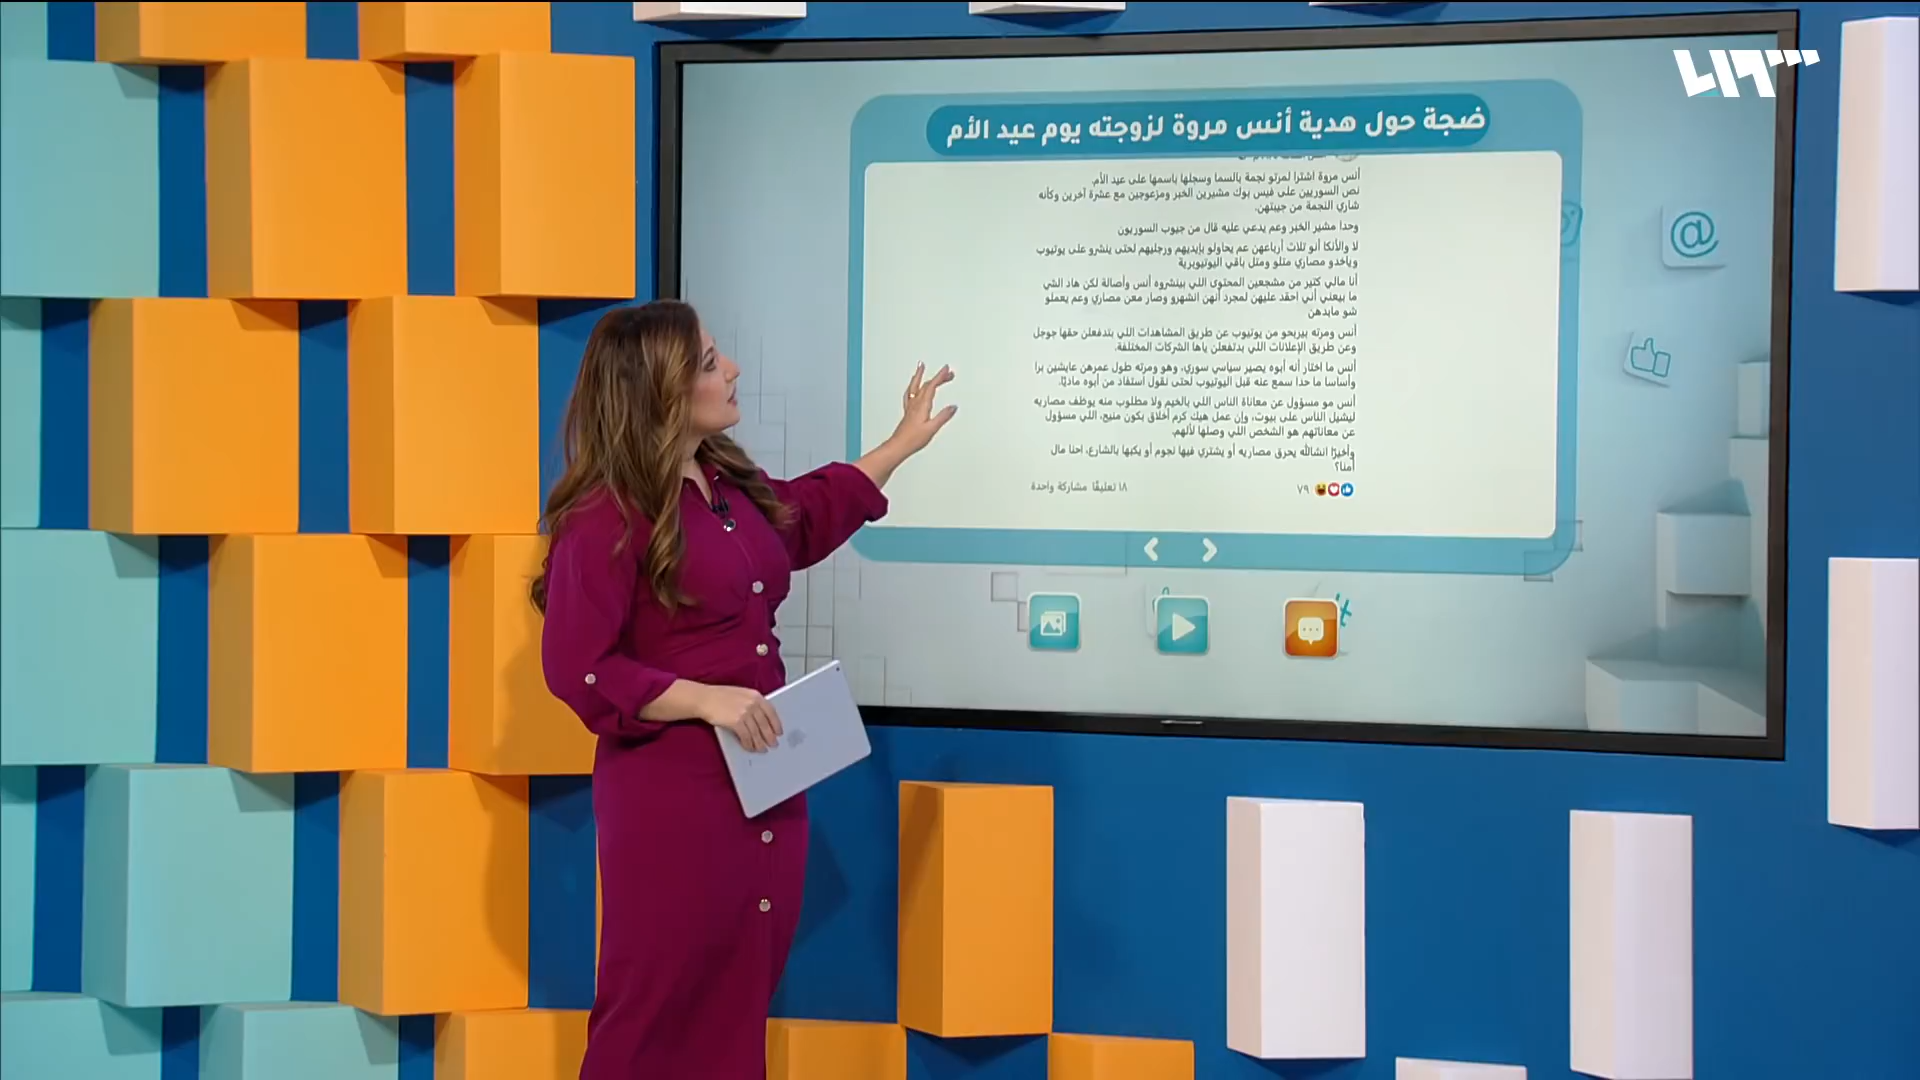 ضجة حول هدية أنس مروة لزوجته يوم عيد الأم
أنس مروة اشترا لمرتو نجمة بالسما وسجلها باسمها على عيد الأم.
نص السوريين على فيس بوك مشيرين الخبر ومزعوجين مع عشرة آخرين وكأنه
شاري النجمة من جيبتهن.
وحدا مشير الخبر وعم يدعي عليه قال من جيوب السوريون
لا والأنكا أنو تلات أرباعهن عم يحاولو بإيديهم ورجليهم لحتى ينشرو على يوتيوب
وياخدو مصاري متلو ومتل باقي اليوتيوبرية
أنا مالي كتير من مشجعين المحتوى اللي بينشروه أنس وأصالة لكن هاد الشي
ما بيعني أني احقد عليهن لمجرد أنهن انشهرو وصار معن مصاري وعم يعملو
شو مابدهن
أنس ومرته بيربحو من يوتيوب عن طريق المشاهدات اللي بتدفعلن حقها جوجل
وعن طريق الإعلانات اللي بدتفعلن ياها الشركات المختلفة.
أنس ما اختار أنه أبوه يصير سياسي سوري، وهو ومرته طول عمرهن عايشين برا
وأساسا ما حدا سمع عنه قبل اليوتيوب لحتى نقول استفاد من أبوه ماديًا.
أنس مو مسؤول عن معاناة الناس اللي بالخيم ولا مطلوب منه يوظف مصاريه
ليشيل الناس على بيوت، وإن عمل هيك كرم أخلاق بكون منيح، اللي مسؤول
عن معاناتهم هو الشخص اللي وصلها لألهم.
وأخيرًا انشالله يحرق مصاريه أو يشتري فيها نجوم أو يكبها بالشارع، احنا مال
أمنا؟
٧٩
١٨ تعليقًا مشاركة واحدة